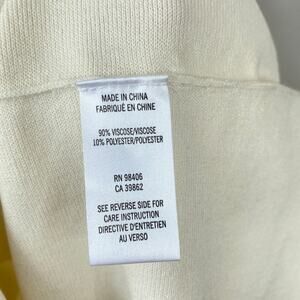 MADE IN CHINA
FABRIQUÉ EN CHINE
90% VISCOSE/VISCOSE
10% POLYESTER/POLYESTER
RN 98406
CA 39862
SEE REVERSE SIDE FOR
CARE INSTRUCTION
DIRECTIVE D'ENTRETIEN
AU VERSO